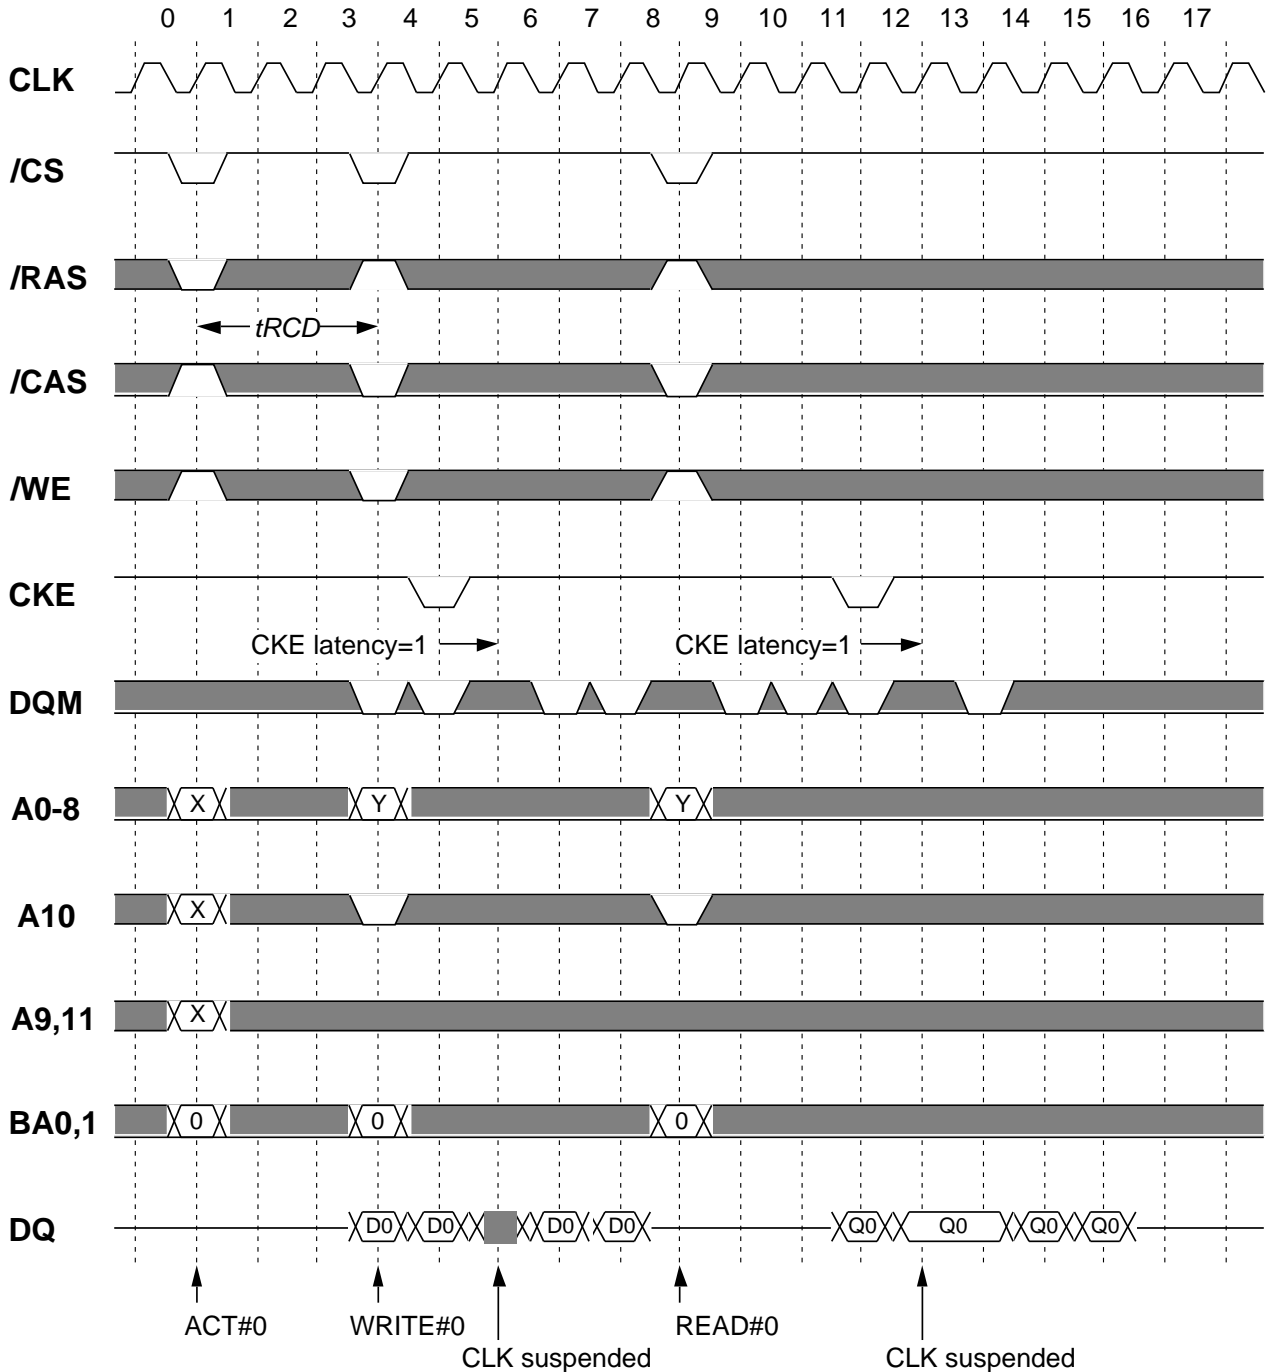 0 1 2 3 4 5 6 7 8 9 10 11 12 13 14 15 16 17
CLK
/CS
/RAS
tRCD
/CAS
/WE
CKE
CKE latency=1 CKE latency=1
DQM
A0-8 X Y Y
A10 X
A9,11 X
BA0,1 0 0 0
DQ D0 D0 D0 D0 Q0 Q0 Q0 Q0
ACT#0 WRITE#0 READ#0
CLK suspended CLK suspended